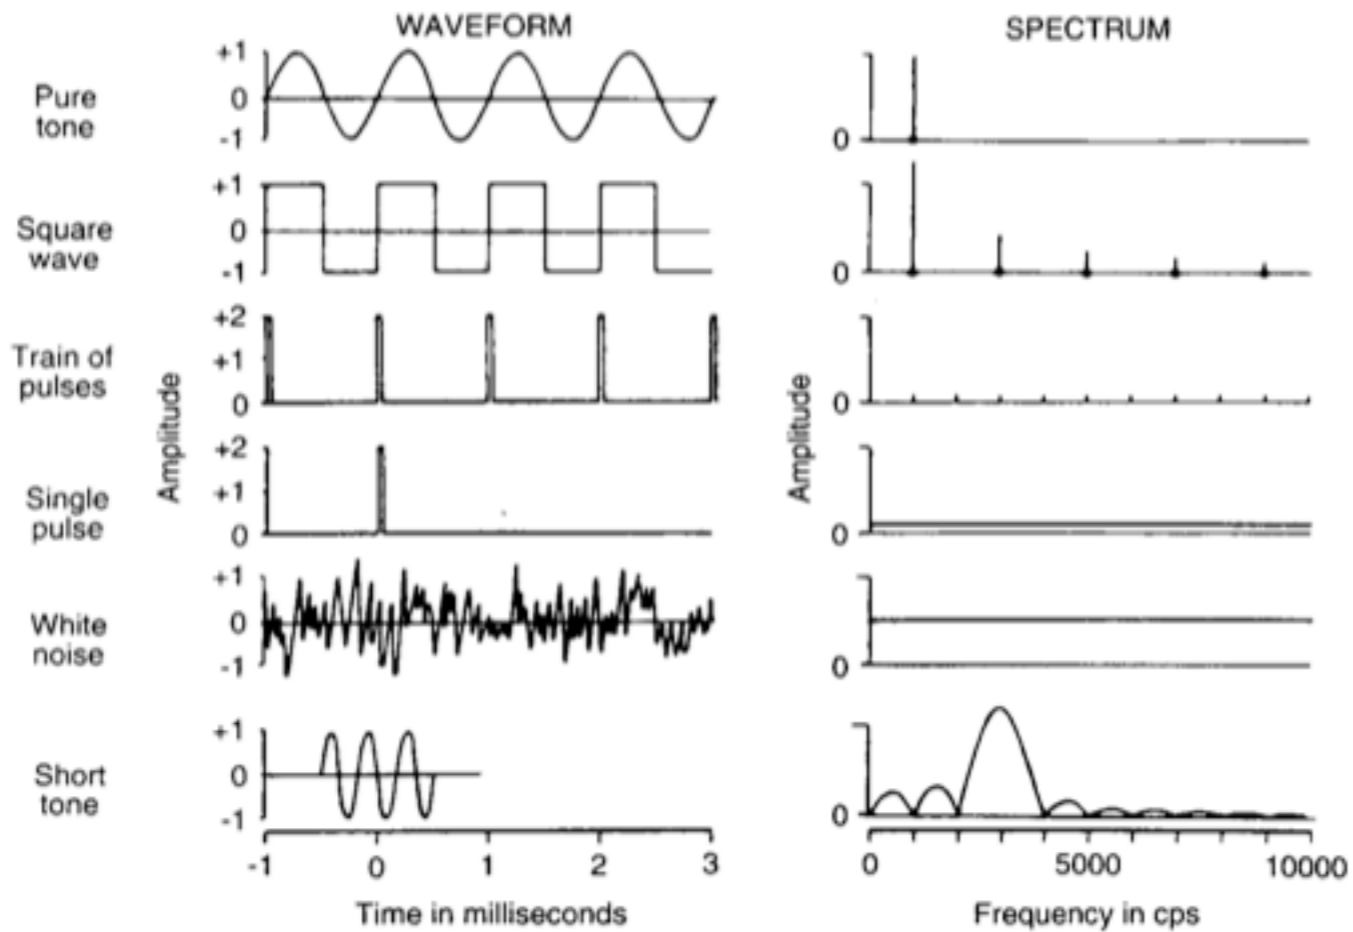 WAVEFORM
SPECTRUM
Pure
tone
+1
0
-1
0
Square
wave
+1
0
-1
0
Train of
pulses
+2
+1
0
0
Amplitude
Amplitude
Single
pulse
+2
+1
0
0
White
noise
+1
0
-1
0
Short
tone
+1
0
-1
0
-1 0 1 2 3
0 5000 10000
Time in milliseconds
Frequency in cps